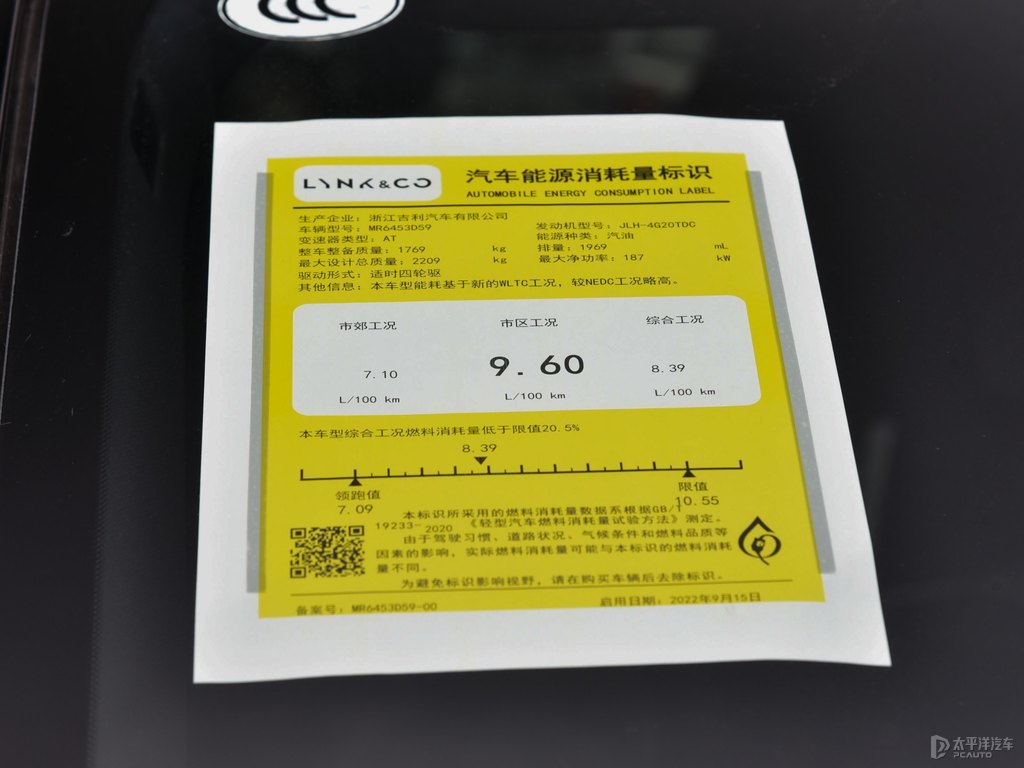 LYNK&CO
汽车能源消耗量标识
AUTOMOBILE ENERGY CONSUMPTION LABEL
生产企业：浙江吉利汽车有限公司
车辆型号：MR6453D59
发动机型号：JLH-4G20TDC
变速器类型：AT
能源种类：汽油
整车整备质量：1769 kg
排量：1969 mL
最大设计总质量：2209 kg
最大净功率：187 kW
驱动形式：适时四轮驱
其他信息：本车型能耗基于新的WLTC工况，较NEDC工况略高。
市郊工况 市区工况 综合工况
7.10 9.60 8.39
L/100 km L/100 km L/100 km
本车型综合工况燃料消耗量低于限值20.5%
8.39
领跑值 限值
7.09 10.55
本标识所采用的燃料消耗量数据系根据GB/T
19233-2020 《轻型汽车燃料消耗量试验方法》测定。
由于驾驶习惯、道路状况、气候条件和燃料品质等
因素的影响，实际燃料消耗量可能与本标识的燃料消耗
量不同。
为避免标识影响视野，请在购买车辆后去除标识。
备案号：MR6453D59-00 启用日期：2022年9月15日
太平洋汽车
PCAUTO